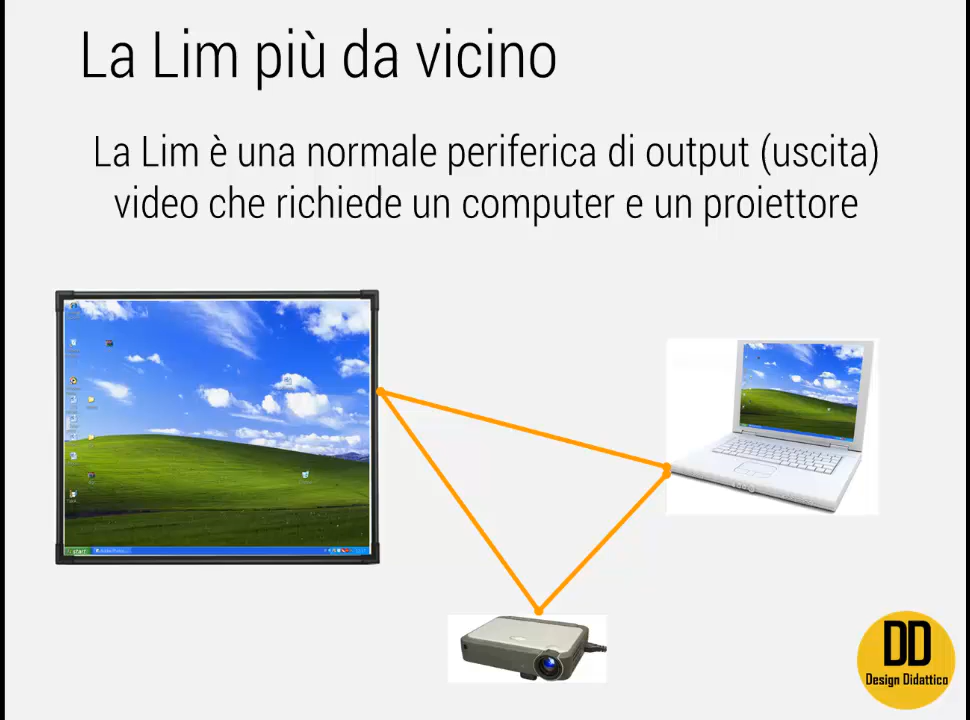 La Lim più da vicino
La Lim è una normale periferica di output (uscita)
video che richiede un computer e un proiettore
start
DD
Design Didattico